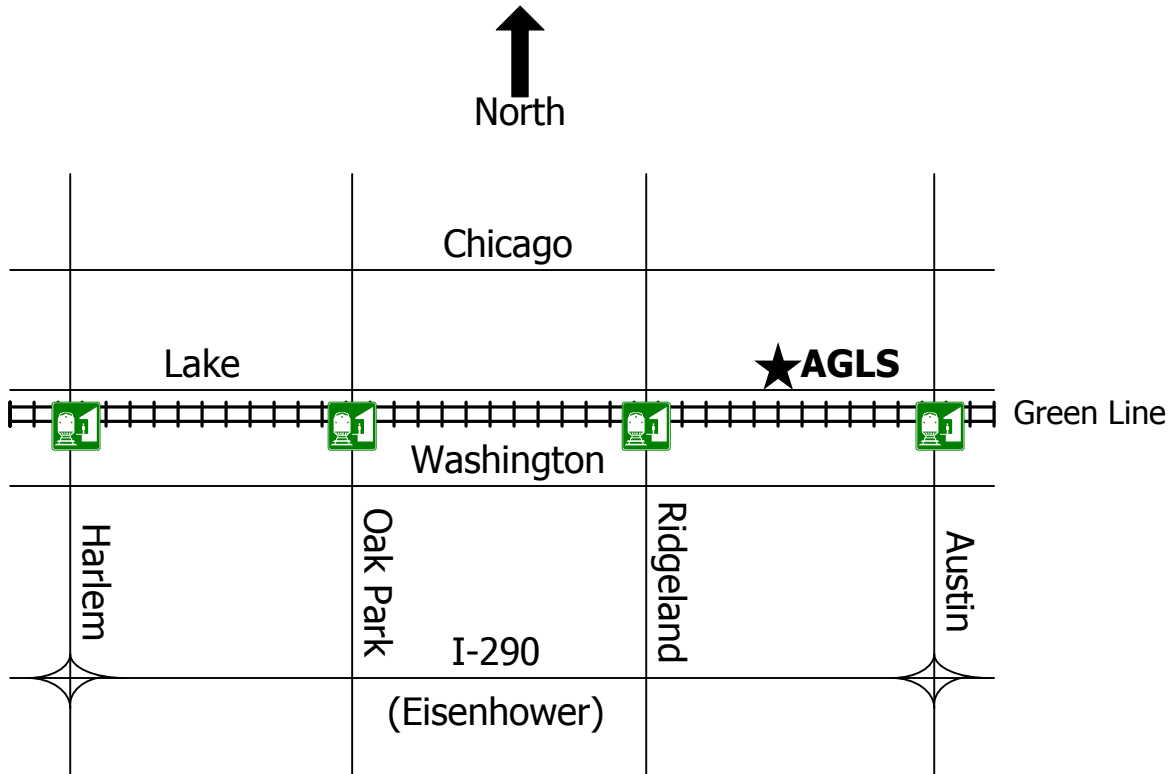 North
Chicago
Lake
AGLS
Green Line
Washington
Harlem
Oak Park
Ridgeland
Austin
I-290
(Eisenhower)